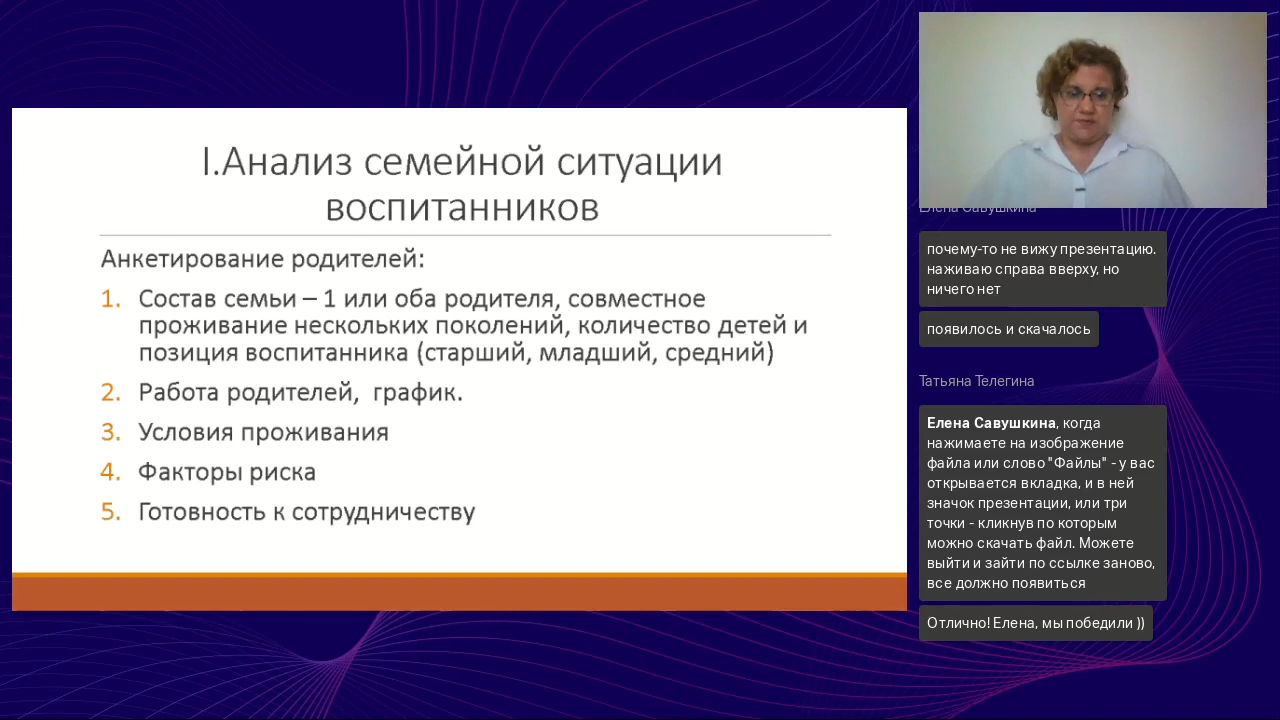 I.Анализ семейной ситуации
воспитанников
Анкетирование родителей:
1. Состав семьи – 1 или оба родителя, совместное
проживание нескольких поколений, количество детей и
позиция воспитанника (старший, младший, средний)
2. Работа родителей,  график.
3. Условия проживания
4. Факторы риска
5. Готовность к сотрудничеству
Елена Савушкина
почему-то не вижу презентацию.
наживаю справа вверху, но
ничего нет
появилось и скачалось
Татьяна Телегина
Елена Савушкина, когда
нажимаете на изображение
файла или слово "Файлы" - у вас
открывается вкладка, и в ней
значок презентации, или три
точки - кликнув по которым
можно скачать файл. Можете
выйти и зайти по ссылке заново,
все должно появиться
Отлично! Елена, мы победили ))